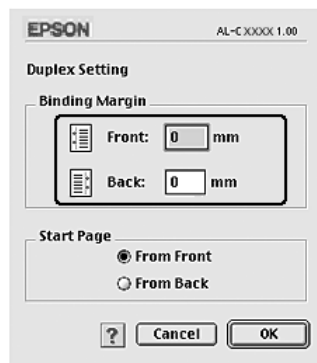 EPSON AL-C XXXX 1.00
Duplex Setting
Binding Margin
Front: 0 mm
Back: 0 mm
Start Page
From Front
From Back
? Cancel OK